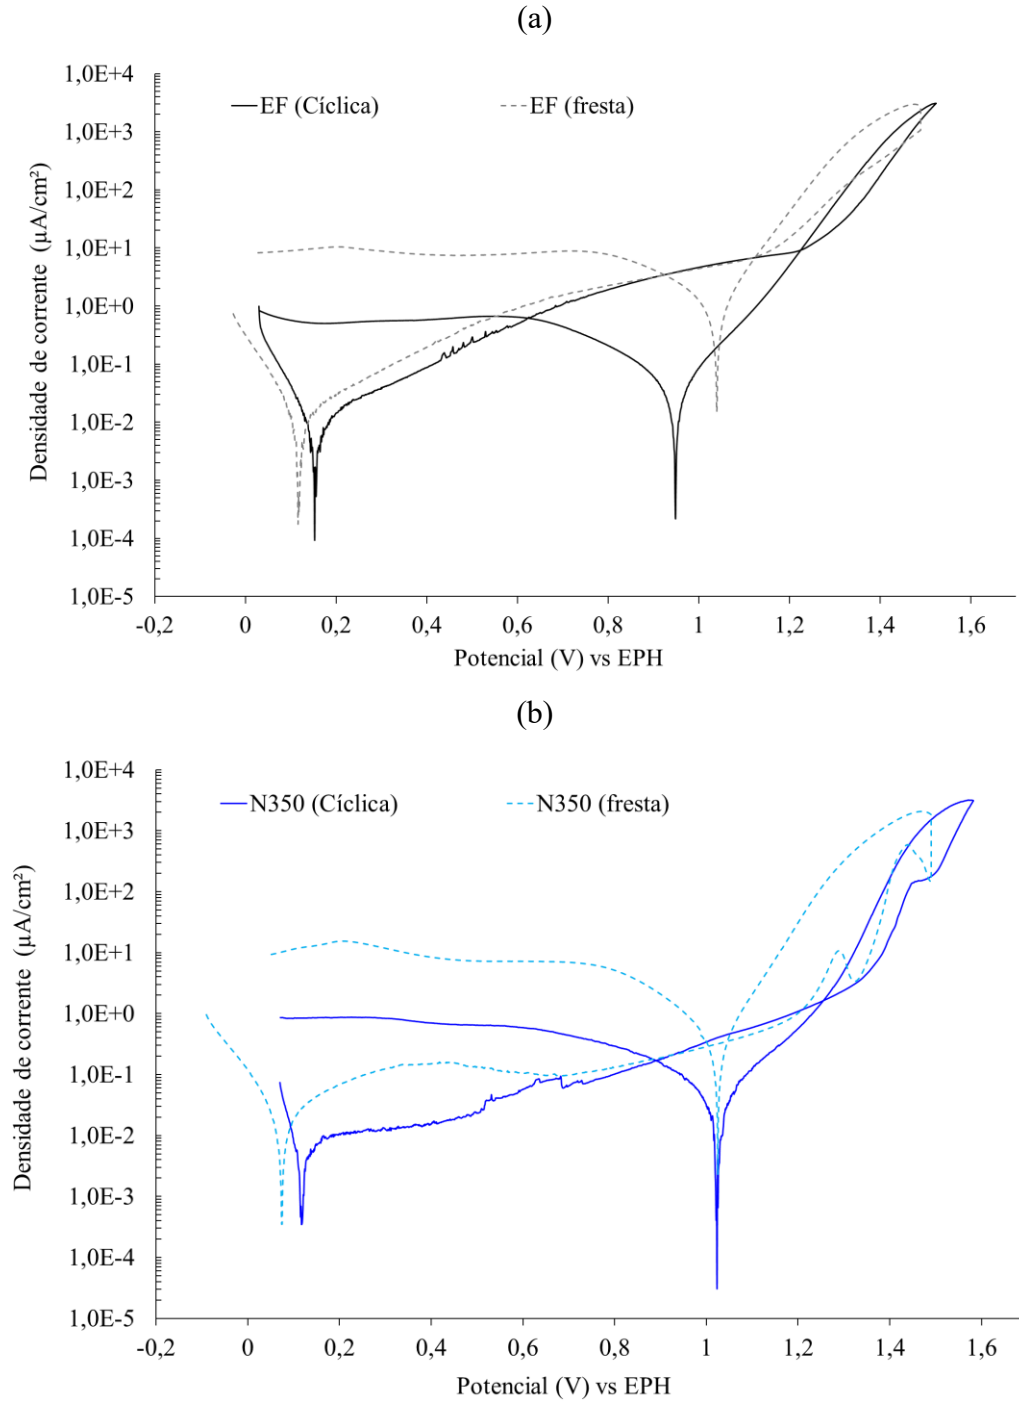 (a)
1,0E+4
EF (Cíclica) EF (fresta)
1,0E+3
1,0E+2
1,0E+1
1,0E+0
1,0E-1
1,0E-2
1,0E-3
1,0E-4
1,0E-5
Densidade de corrente (µA/cm²)
-0,2 0 0,2 0,4 0,6 0,8 1 1,2 1,4 1,6
Potencial (V) vs EPH
(b)
1,0E+4
N350 (Cíclica) N350 (fresta)
1,0E+3
1,0E+2
1,0E+1
1,0E+0
1,0E-1
1,0E-2
1,0E-3
1,0E-4
1,0E-5
Densidade de corrente (µA/cm²)
-0,2 0 0,2 0,4 0,6 0,8 1 1,2 1,4 1,6
Potencial (V) vs EPH